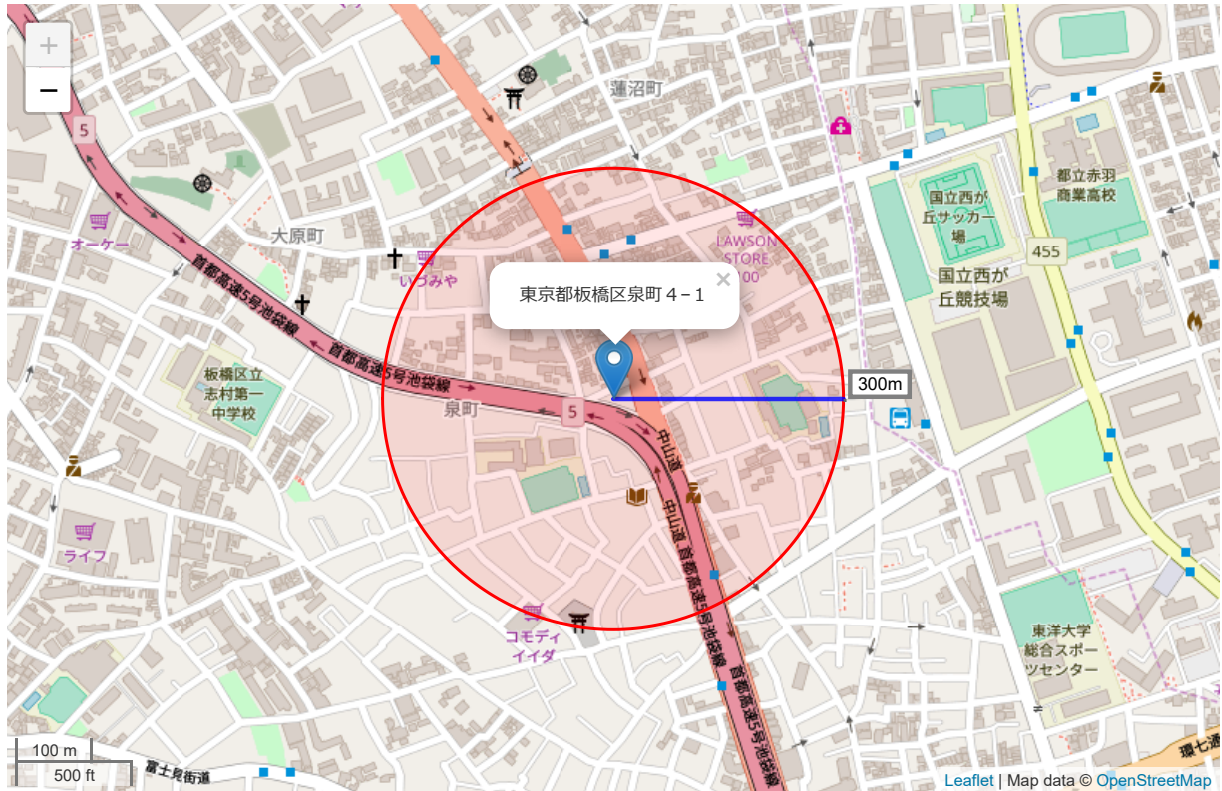 +
−
5
蓮沼町
オーケー
大原町
いづみや
LAWSON
STORE
00
国立西が
丘サッカー
場
都立赤羽
商業高校
455
国立西が
丘競技場
東京都板橋区泉町４−１
×
首都高速5号池袋線
首都高速5号池袋線
300m
板橋区立
志村第一
中学校
泉町
5
中山道
中山道
首都高速5号池袋線
首都高速5号池袋線
ライフ
コモディ
イイダ
東洋大学
総合スポー
ツセンター
100 m
500 ft
富士見街道
環七通
Leaflet | Map data © OpenStreetMap